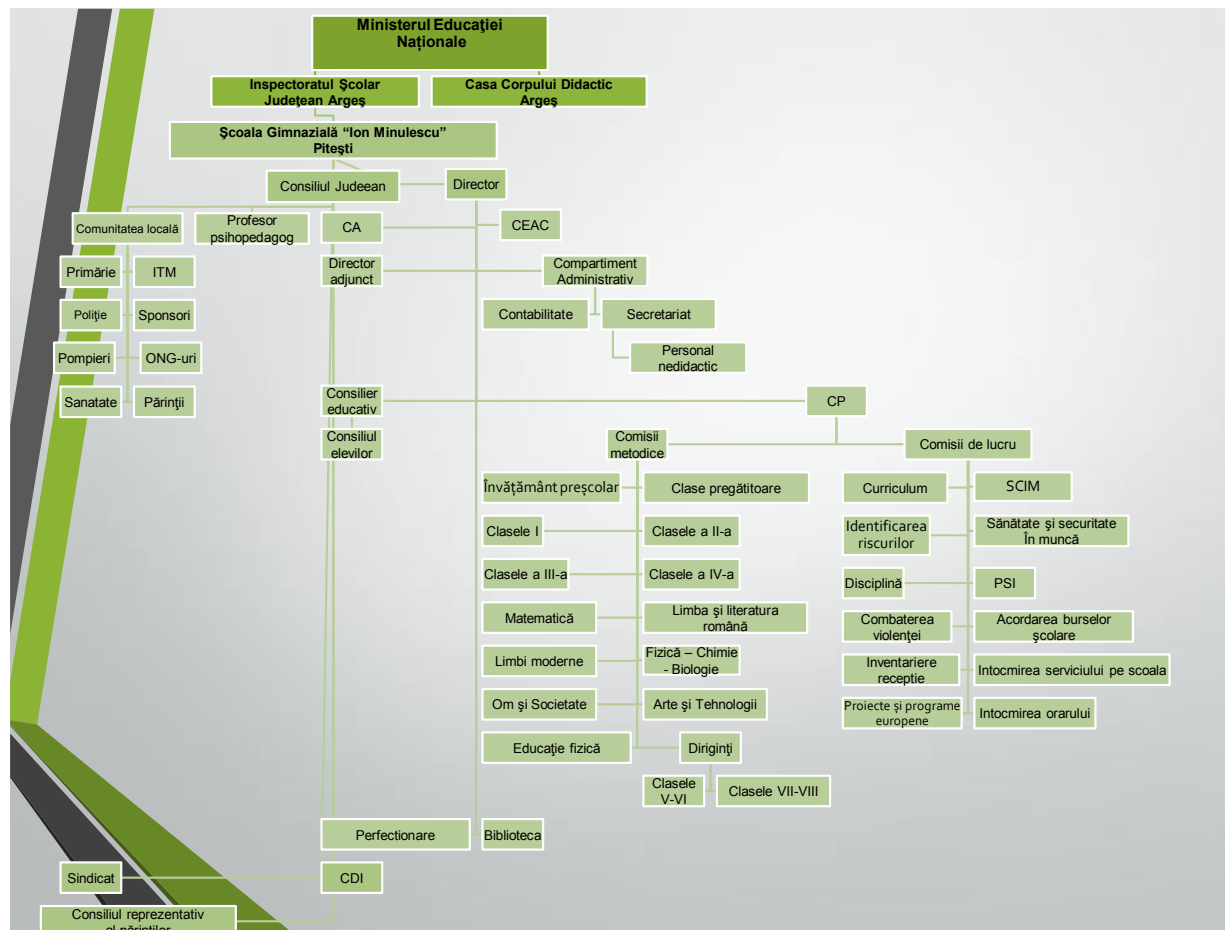 Ministerul Educaţiei
Naționale
Inspectoratul Şcolar
Judeţean Argeş
Casa Corpului Didactic
Argeş
Şcoala Gimnazială “Ion Minulescu”
Piteşti
Consiliul Judeean
Director
Comunitatea locală
Profesor
psihopedagog
CA
CEAC
Primărie
ITM
Director
adjunct
Compartiment
Administrativ
Poliţie
Sponsori
Contabilitate
Secretariat
Pompieri
ONG-uri
Personal
nedidactic
Sanatate
Părinţii
Consilier
educativ
CP
Consiliul
elevilor
Comisii
metodice
Comisii de lucru
Învățământ preșcolar
Clase pregătitoare
Curriculum
SCIM
Clasele I
Clasele a II-a
Identificarea
riscurilor
Sănătate şi securitate
În muncă
Clasele a III-a
Clasele a IV-a
Disciplină
PSI
Matematică
Limba şi literatura
română
Combaterea
violenţei
Acordarea burselor
şcolare
Limbi moderne
Fizică – Chimie
- Biologie
Inventariere
receptie
Intocmirea serviciului pe scoala
Om şi Societate
Arte şi Tehnologii
Proiecte și programe
europene
Intocmirea orarului
Educaţie fizică
Diriginţi
Clasele
V-VI
Clasele VII-VIII
Perfectionare
Biblioteca
Sindicat
CDI
Consiliul reprezentativ
al părinţilor